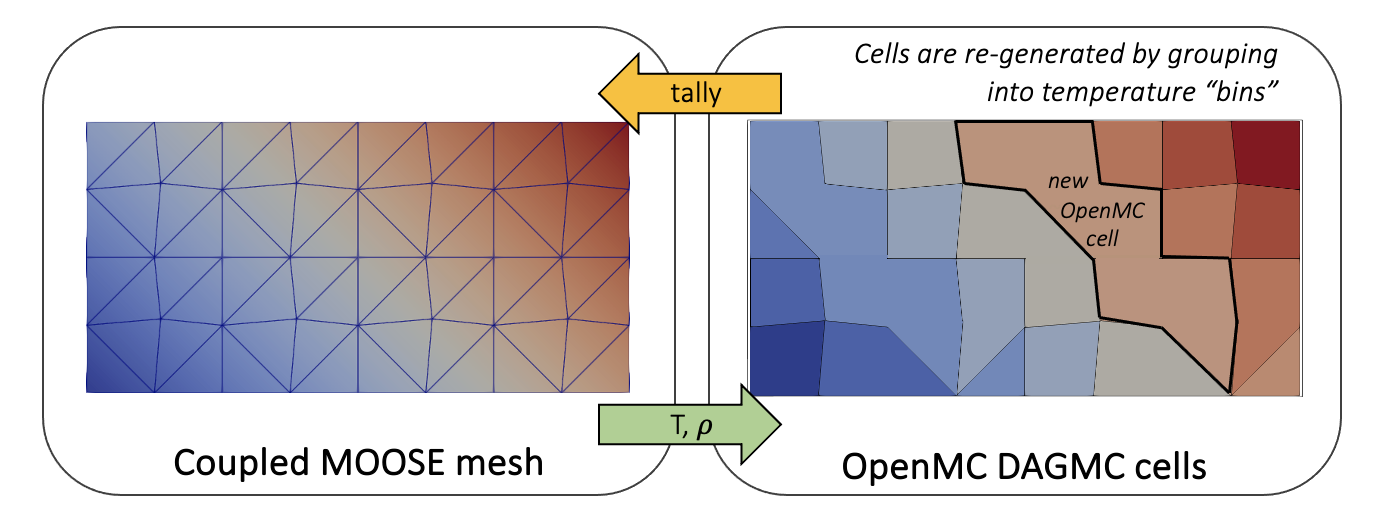 Cells are re-generated by grouping
into temperature “bins”
tally
new
OpenMC
cell
T, ρ
Coupled MOOSE mesh
OpenMC DAGMC cells